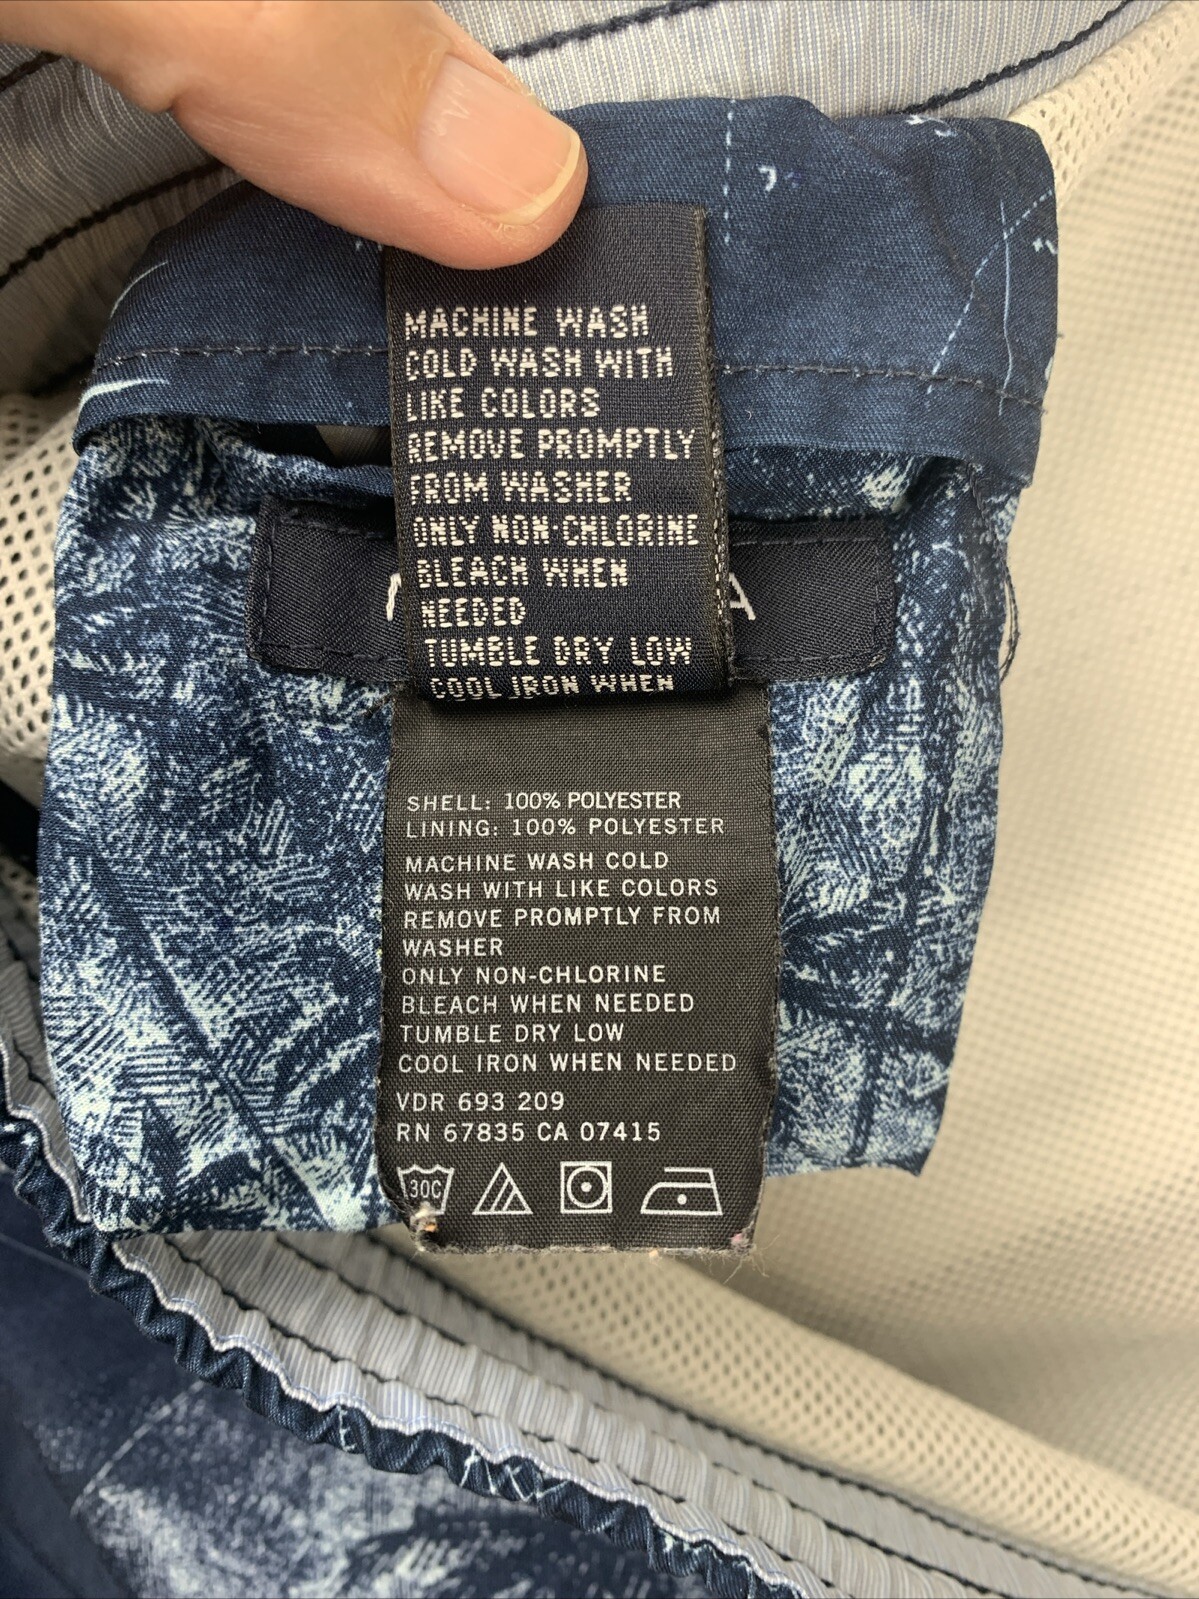 MACHINE WASH
COLD WASH WITH
LIKE COLORS
REMOVE PROMPTLY
FROM WASHER
ONLY NON-CHLORINE
BLEACH WHEN
NEEDED
TUMBLE DRY LOW
COOL IRON WHEN
A
SHELL: 100% POLYESTER
LINING: 100% POLYESTER
MACHINE WASH COLD
WASH WITH LIKE COLORS
REMOVE PROMPTLY FROM
WASHER
ONLY NON-CHLORINE
BLEACH WHEN NEEDED
TUMBLE DRY LOW
COOL IRON WHEN NEEDED
VDR 693 209
RN 67835 CA 07415
30C